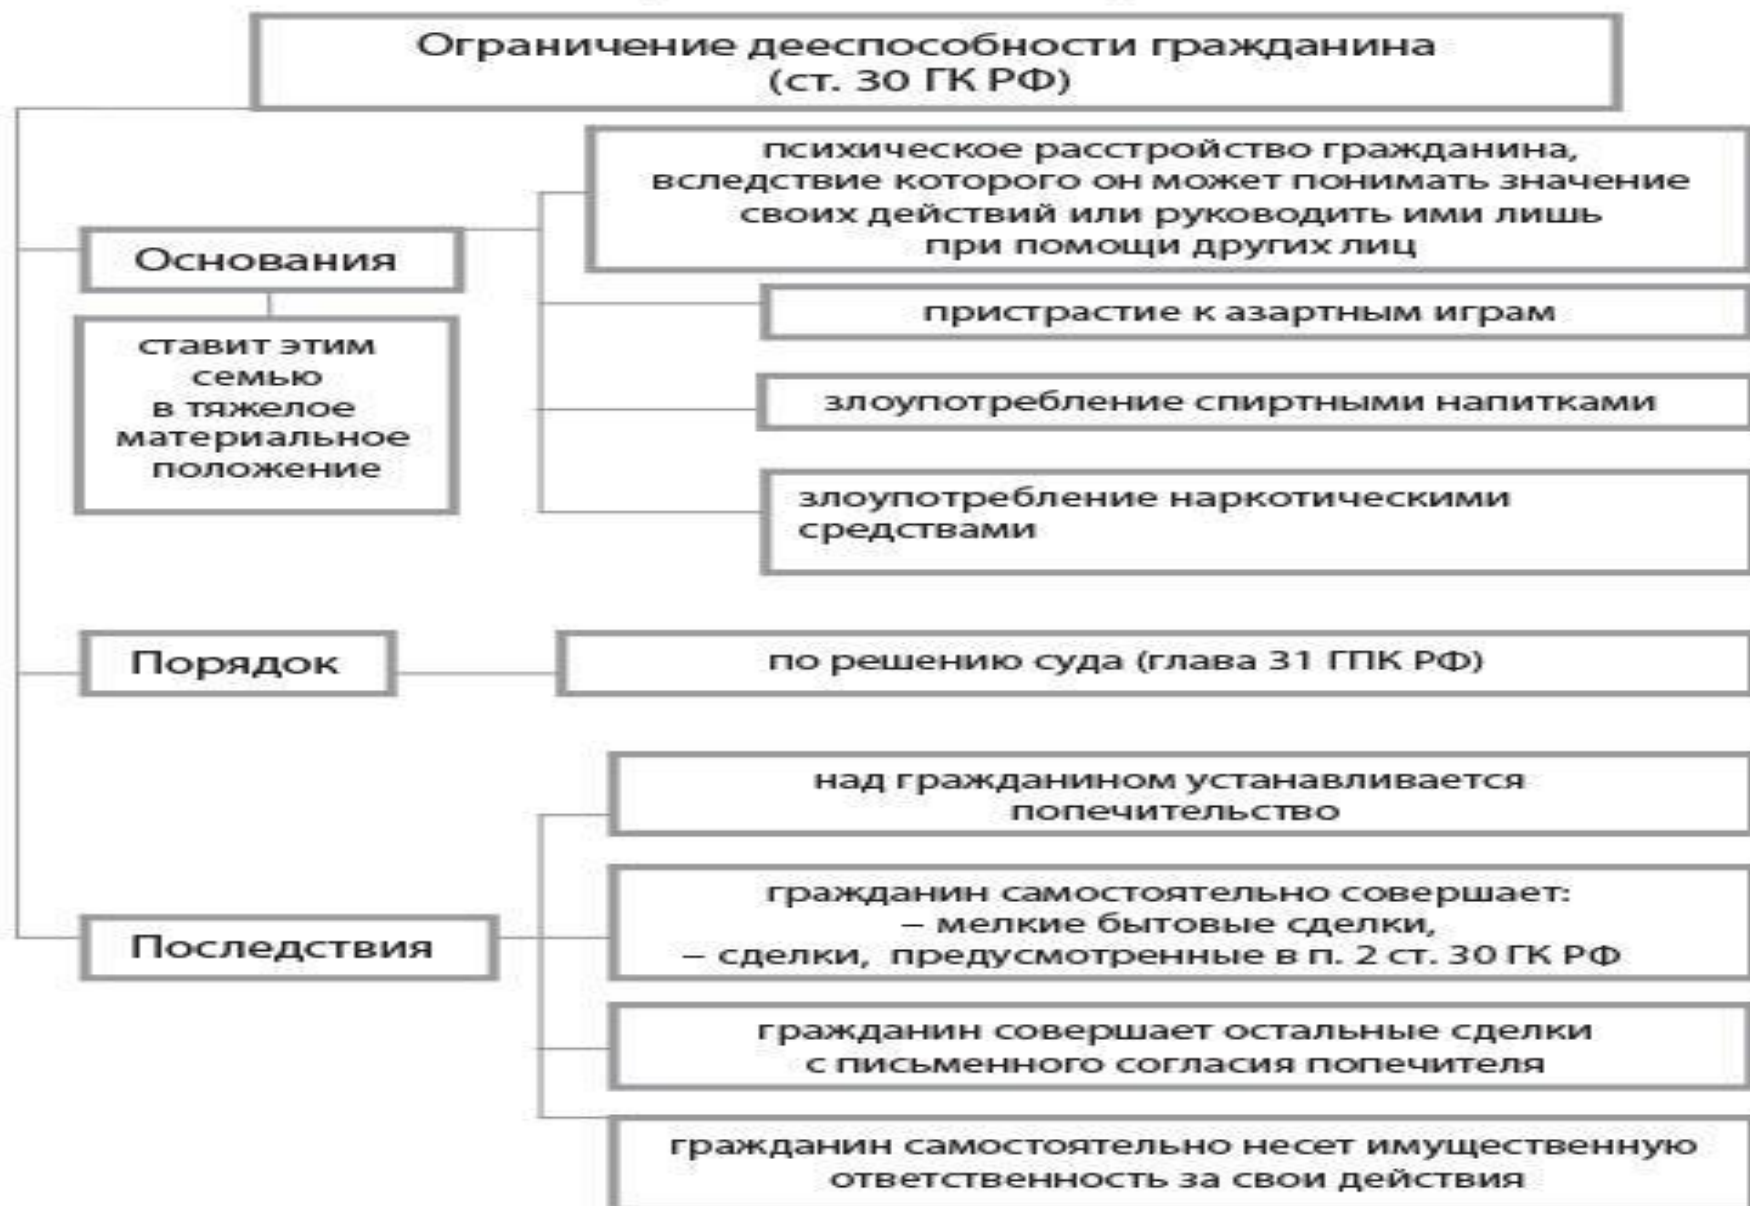 Ограничение дееспособности гражданина
(ст. 30 ГК РФ)
психическое расстройство гражданина,
вследствие которого он может понимать значение
своих действий или руководить ими лишь
при помощи других лиц
Основания
пристрастие к азартным играм
ставит этим
семью
в тяжелое
материальное
положение
злоупотребление спиртными напитками
злоупотребление наркотическими
средствами
Порядок
по решению суда (глава 31 ГПК РФ)
над гражданином устанавливается
попечительство
гражданин самостоятельно совершает:
– мелкие бытовые сделки,
– сделки, предусмотренные в п. 2 ст. 30 ГК РФ
Последствия
гражданин совершает остальные сделки
с письменного согласия попечителя
гражданин самостоятельно несет имущественную
ответственность за свои действия